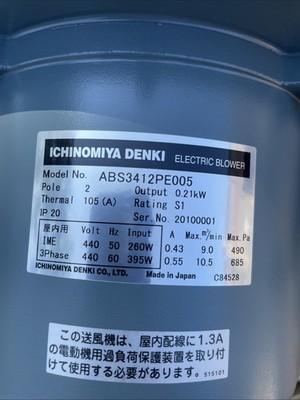 ICHINOMIYA DENKI ELECTRIC BLOWER
Model No. ABS3412PE005
Pole 2 Output 0.21kW
Thermal 105(A) Rating S1
IP 20 Ser.No. 20100001
屋内用 Volt Hz Input A Max.m³/min Max.Pa
IME 440 50 260W 0.43 9.0 490
3Phase 440 60 395W 0.55 10.5 685
ICHINOMIYA DENKI CO., LTD. Made in Japan C84528
この送風機は、屋内配線に1.3A
の電動機用過負荷保護装置を取り付
けて使用する必要があります. 515101